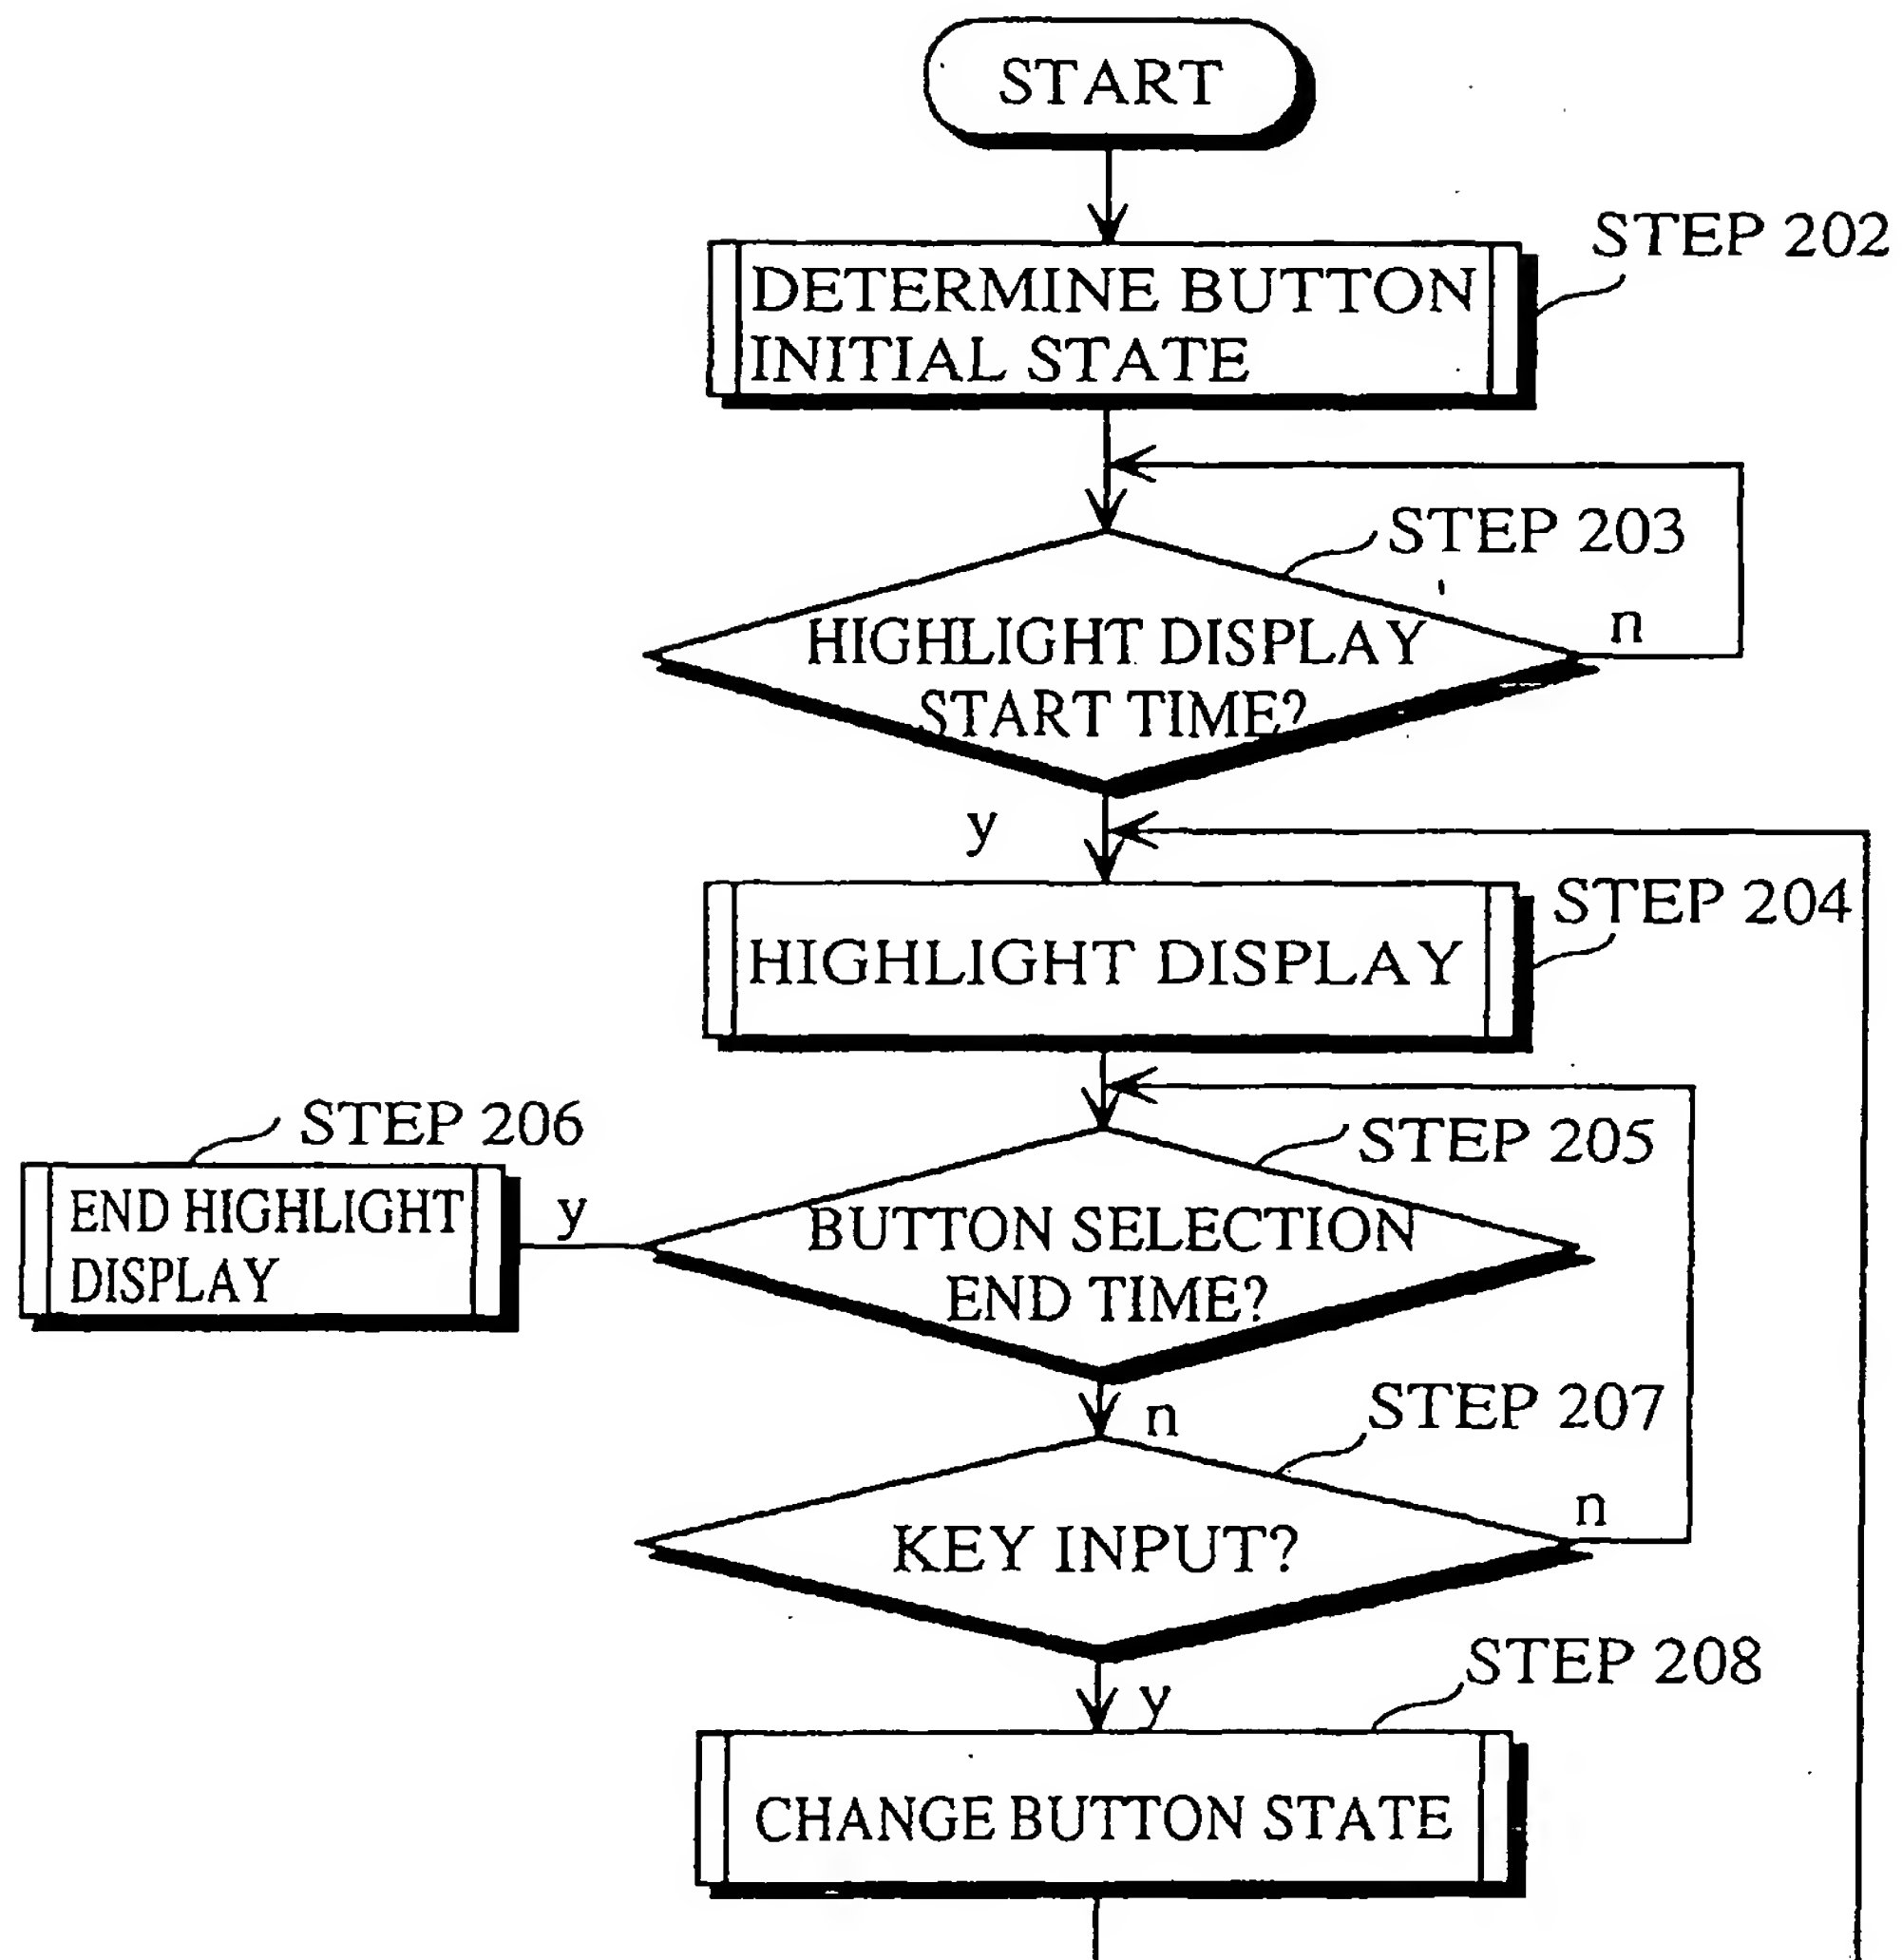 START
STEP 202
DETERMINE BUTTON
INITIAL STATE
STEP 203
n
HIGHLIGHT DISPLAY
START TIME?
y
STEP 204
HIGHLIGHT DISPLAY
STEP 206
STEP 205
END HIGHLIGHT
DISPLAY
y
BUTTON SELECTION
END TIME?
n
STEP 207
n
KEY INPUT?
STEP 208
y
CHANGE BUTTON STATE